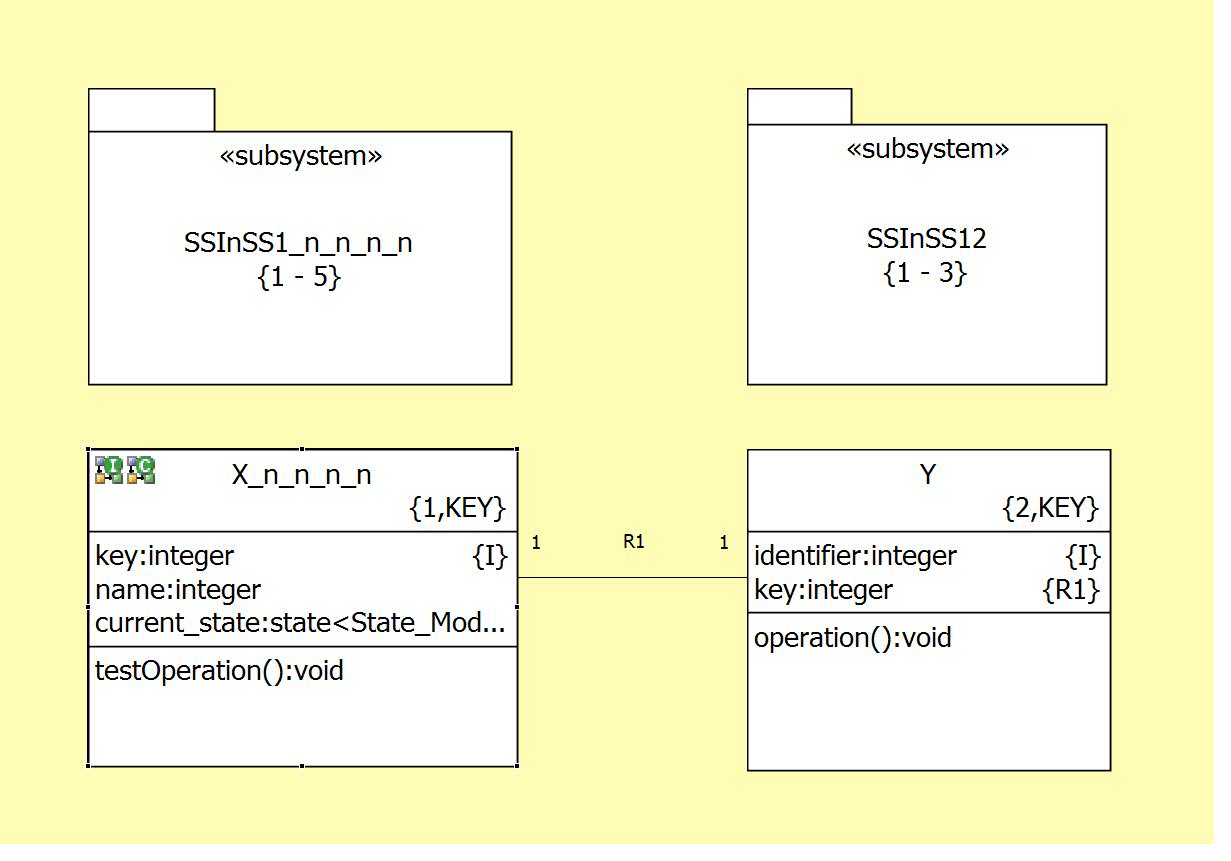 «subsystem»
SSInSS1_n_n_n_n
{1 - 5}
«subsystem»
SSInSS12
{1 - 3}
I C
X_n_n_n_n
{1,KEY}
key:integer {I}
name:integer
current_state:state<State_Mod...
testOperation():void
1 R1 1
Y
{2,KEY}
identifier:integer {I}
key:integer {R1}
operation():void